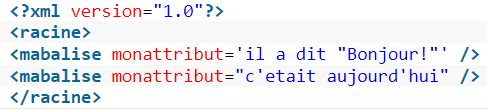 <?xml version="1.0"?>
<racine>
<mabalise monattribut='il a dit "Bonjour!"' />
<mabalise monattribut="c'etait aujourd'hui" />
</racine>